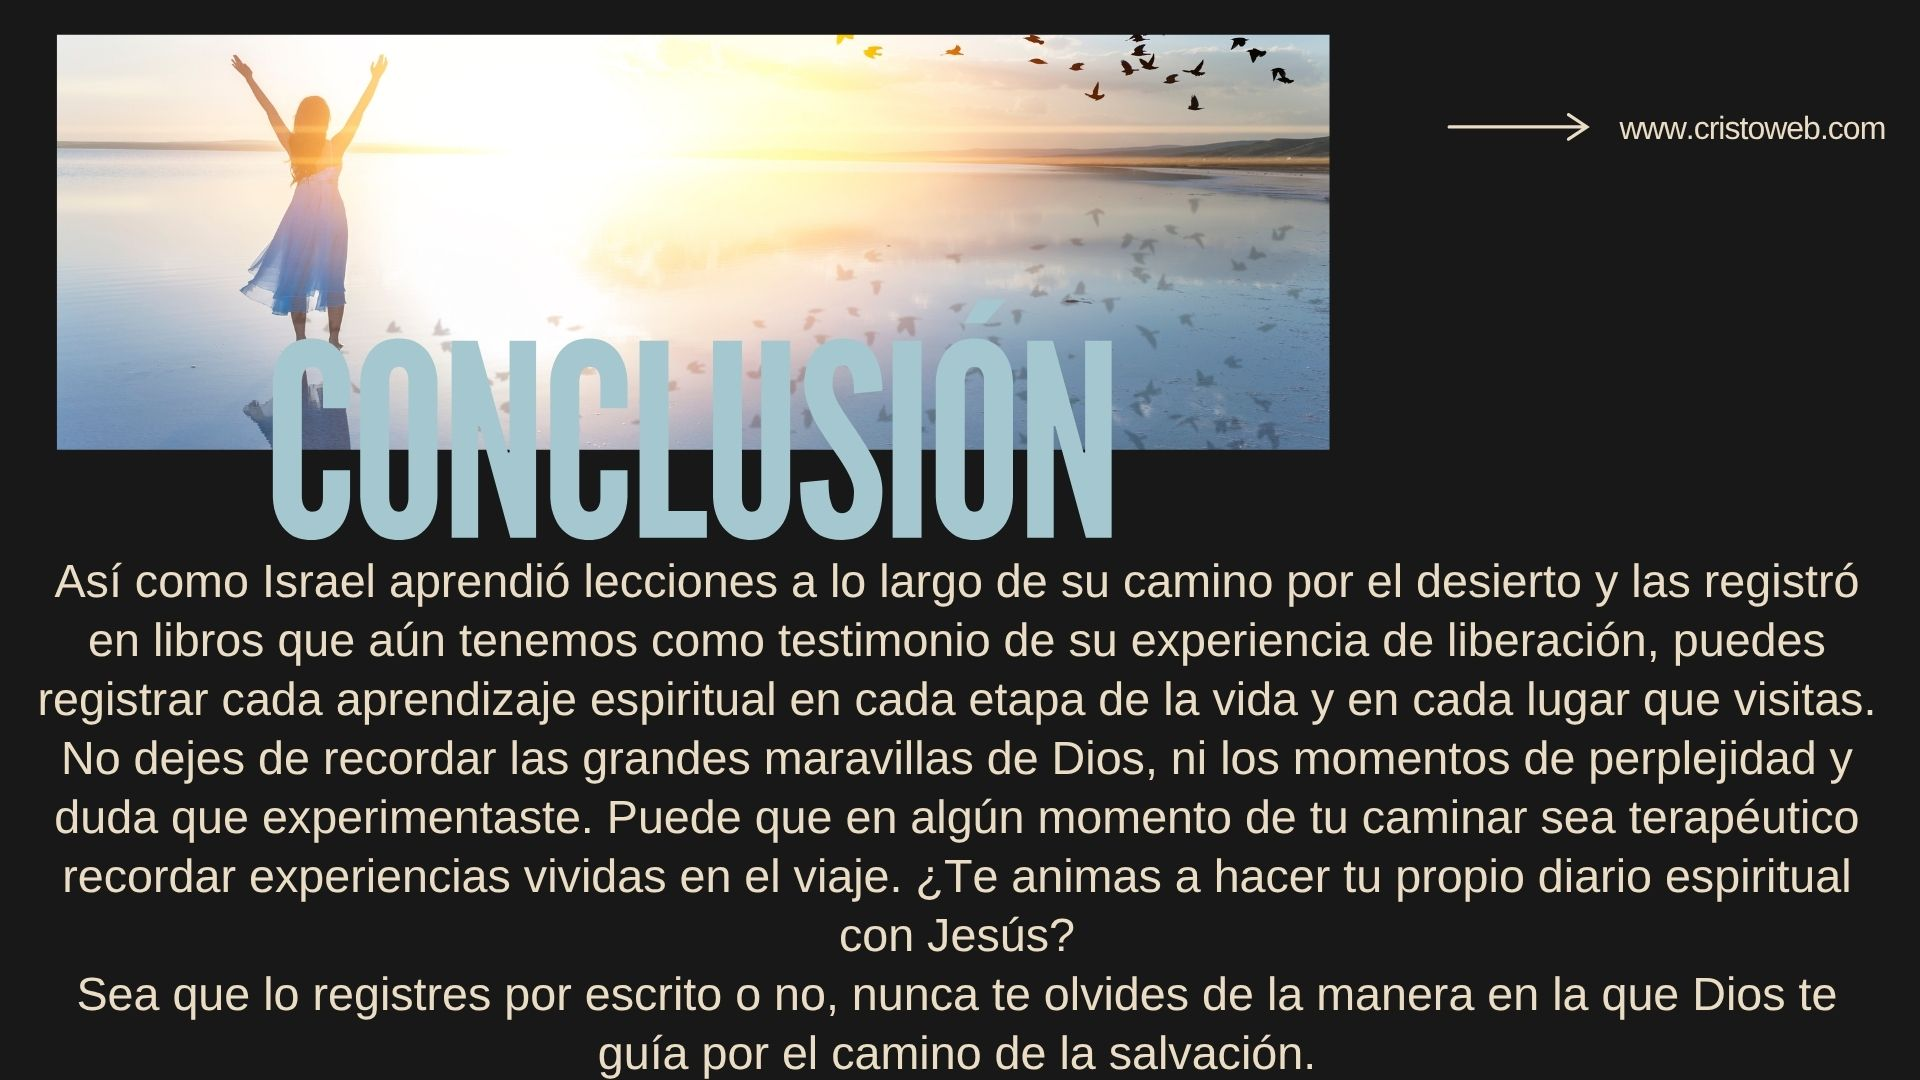 www.cristoweb.com
CONCLUSIÓN
Así como Israel aprendió lecciones a lo largo de su camino por el desierto y las registró
en libros que aún tenemos como testimonio de su experiencia de liberación, puedes
registrar cada aprendizaje espiritual en cada etapa de la vida y en cada lugar que visitas.
No dejes de recordar las grandes maravillas de Dios, ni los momentos de perplejidad y
duda que experimentaste. Puede que en algún momento de tu caminar sea terapéutico
recordar experiencias vividas en el viaje. ¿Te animas a hacer tu propio diario espiritual
con Jesús?
Sea que lo registres por escrito o no, nunca te olvides de la manera en la que Dios te
guía por el camino de la salvación.